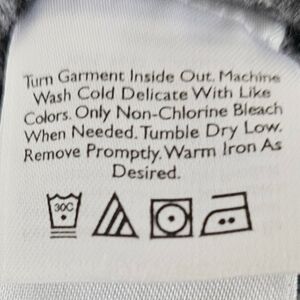 Turn Garment Inside Out. Machine
Wash Cold Delicate With Like
Colors. Only Non-Chlorine Bleach
When Needed. Tumble Dry Low.
Remove Promptly. Warm Iron As
Desired.
30C